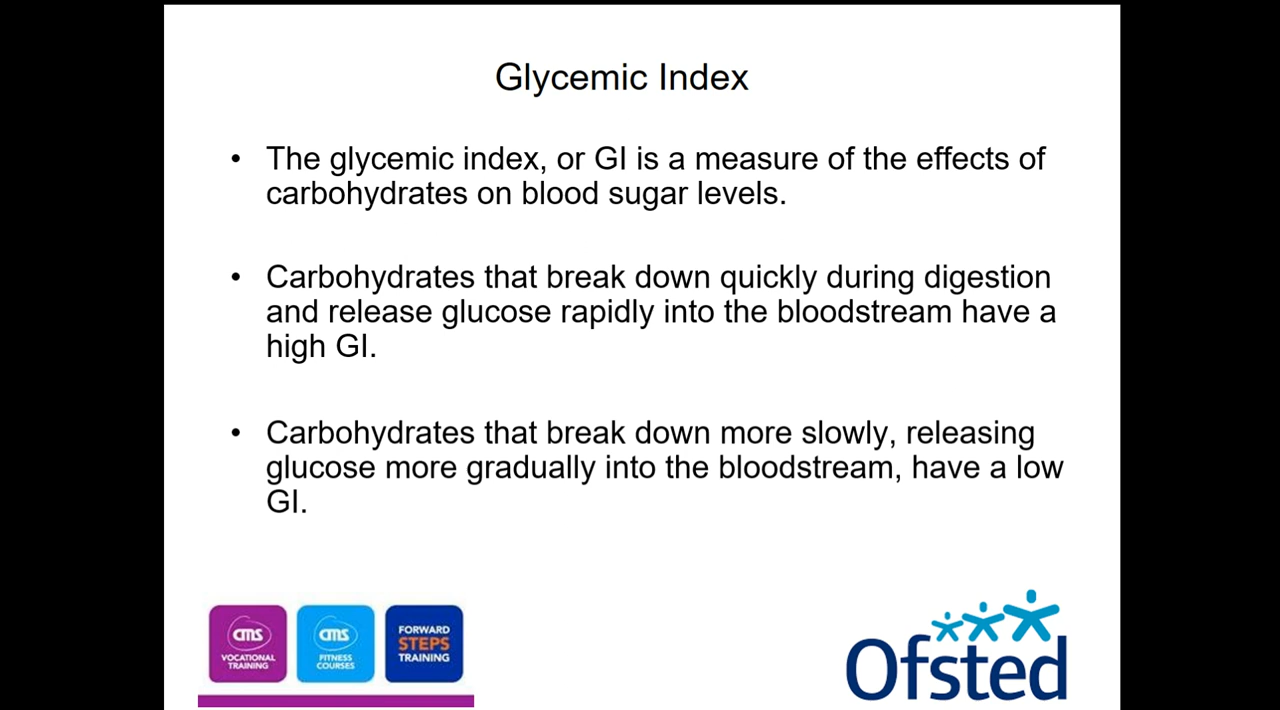 Glycemic Index
• The glycemic index, or GI is a measure of the effects of
carbohydrates on blood sugar levels.
• Carbohydrates that break down quickly during digestion
and release glucose rapidly into the bloodstream have a
high GI.
• Carbohydrates that break down more slowly, releasing
glucose more gradually into the bloodstream, have a low
GI.
cms
VOCATIONAL
TRAINING
cms
FITNESS
COURSES
FORWARD
STEPS
TRAINING
Ofsted